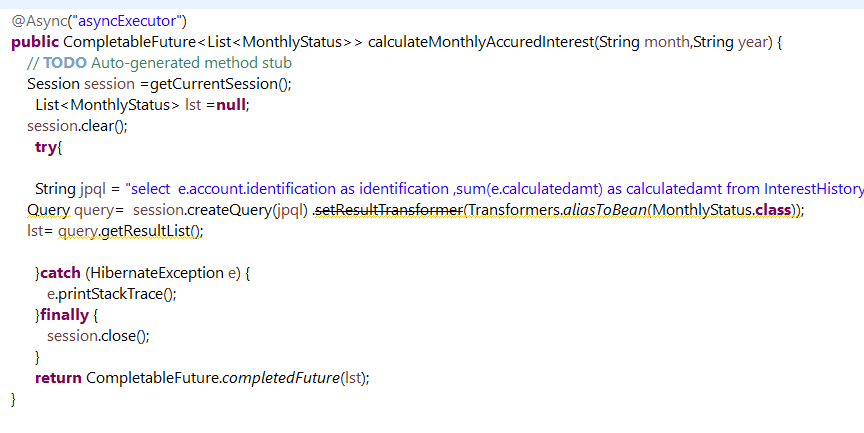 @Async("asyncExecutor")
public CompletableFuture<List<MonthlyStatus>> calculateMonthlyAccuredInterest(String month,String year) {
// TODO Auto-generated method stub
Session session =getCurrentSession();
List<MonthlyStatus> lst =null;
session.clear();
try{
String jpql = "select  e.account.identification as identification ,sum(e.calculatedamt) as calculatedamt from InterestHistory
Query query=  session.createQuery(jpql) .setResultTransformer(Transformers.aliasToBean(MonthlyStatus.class));
lst= query.getResultList();
}catch (HibernateException e) {
e.printStackTrace();
}finally {
session.close();
}
return CompletableFuture.completedFuture(lst);
}